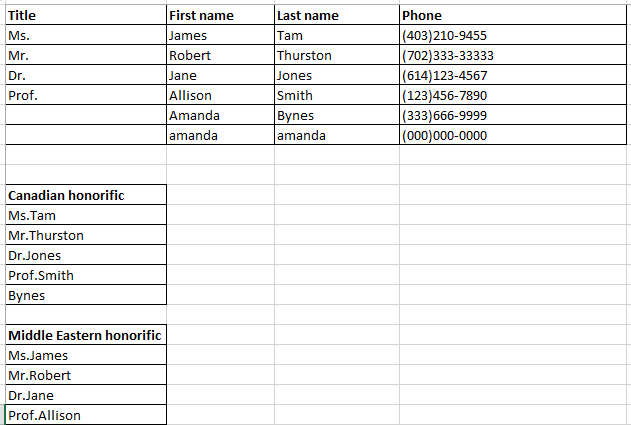 Title First name Last name Phone
Ms. James Tam (403)210-9455
Mr. Robert Thurston (702)333-33333
Dr. Jane Jones (614)123-4567
Prof. Allison Smith (123)456-7890
Amanda Bynes (333)666-9999
amanda amanda (000)000-0000
Canadian honorific
Ms.Tam
Mr.Thurston
Dr.Jones
Prof.Smith
Bynes
Middle Eastern honorific
Ms.James
Mr.Robert
Dr.Jane
Prof.Allison